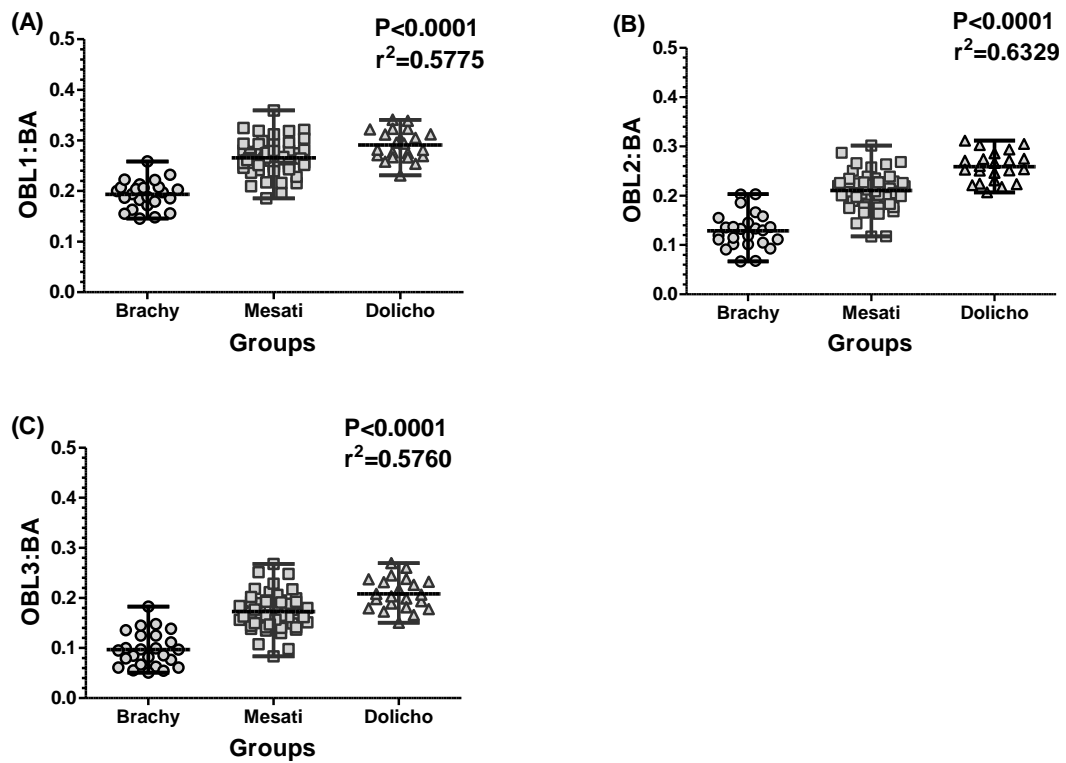 (A)
P<0.0001
r²=0.5775
0.5
0.4
0.3
0.2
0.1
0.0
OBL1:BA
Brachy Mesati Dolicho
Groups
(B)
P<0.0001
r²=0.6329
0.5
0.4
0.3
0.2
0.1
0.0
OBL2:BA
Brachy Mesati Dolicho
Groups
(C)
P<0.0001
r²=0.5760
0.5
0.4
0.3
0.2
0.1
0.0
OBL3:BA
Brachy Mesati Dolicho
Groups